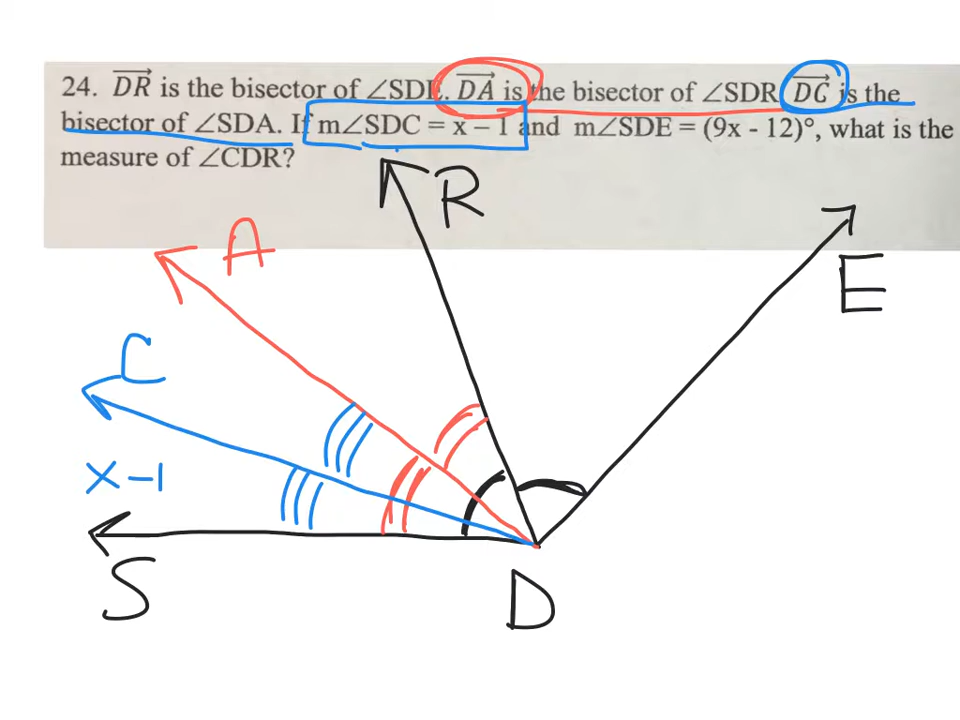 24. DR is the bisector of ∠SDE. DA is the bisector of ∠SDR. DC is the
bisector of ∠SDA. If m∠SDC = x – 1 and m∠SDE = (9x - 12)°, what is the
measure of ∠CDR?
R
A
E
C
x-1
S
D